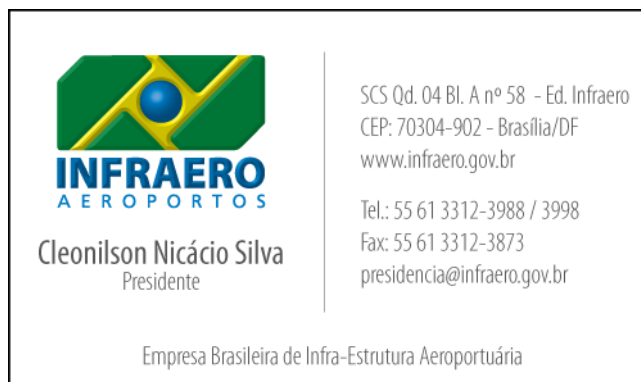 INFRAERO
AEROPORTOS
Cleonilson Nicácio Silva
Presidente
SCS Qd. 04 Bl. A nº 58 - Ed. Infraero
CEP: 70304-902 - Brasília/DF
www.infraero.gov.br
Tel.: 55 61 3312-3988 / 3998
Fax: 55 61 3312-3873
presidencia@infraero.gov.br
Empresa Brasileira de Infra-Estrutura Aeroportuária